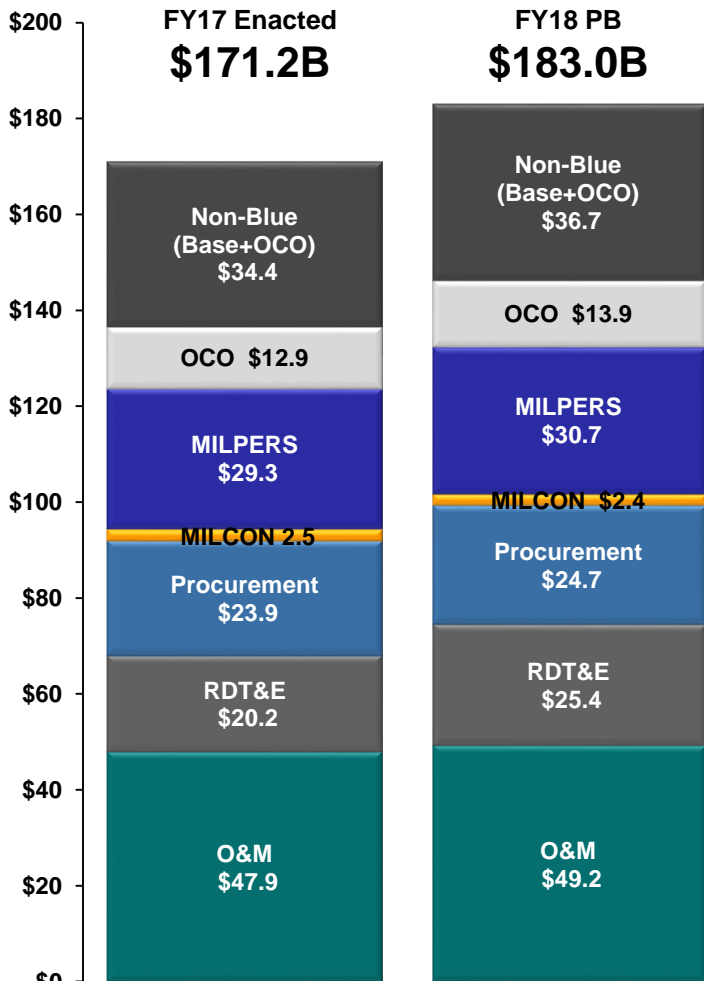 FY17 Enacted
$171.2B
FY18 PB
$183.0B
$200
$180
$160
$140
$120
$100
$80
$60
$40
$20
$0
Non-Blue
(Base+OCO)
$34.4
OCO $12.9
MILPERS
$29.3
MILCON 2.5
Procurement
$23.9
RDT&E
$20.2
O&M
$47.9
Non-Blue
(Base+OCO)
$36.7
OCO $13.9
MILPERS
$30.7
MILCON $2.4
Procurement
$24.7
RDT&E
$25.4
O&M
$49.2